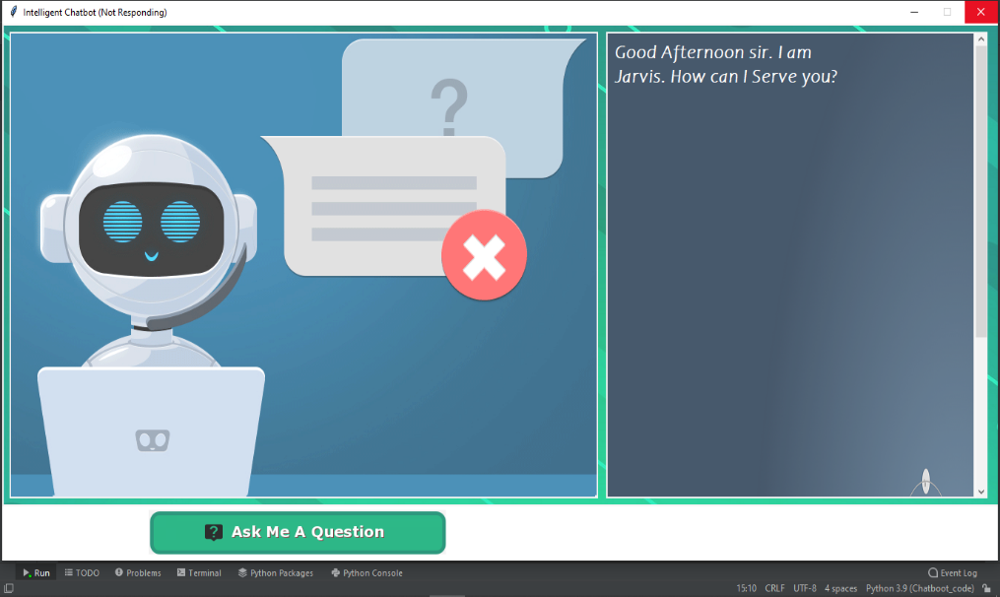 Intelligent Chatbot (Not Responding)
?
Good Afternoon sir. I am
Jarvis. How can I Serve you?
? Ask Me A Question
Run TODO Problems Terminal Python Packages Python Console Event Log
15:10 CRLF UTF-8 4 spaces Python 3.9 (Chatboot_code)